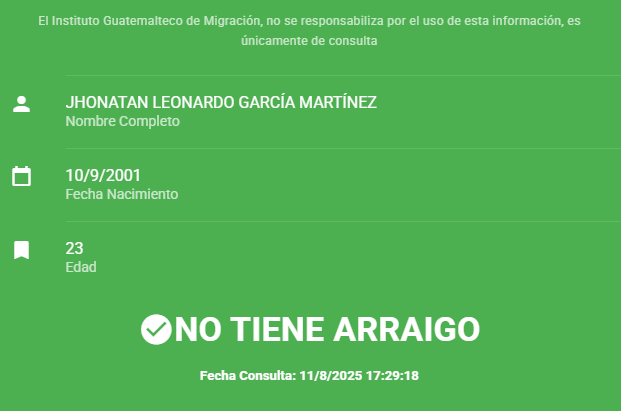 El Instituto Guatemalteco de Migración, no se responsabiliza por el uso de esta información, es
únicamente de consulta
JHONATAN LEONARDO GARCÍA MARTÍNEZ
Nombre Completo
10/9/2001
Fecha Nacimiento
23
Edad
NO TIENE ARRAIGO
Fecha Consulta: 11/8/2025 17:29:18